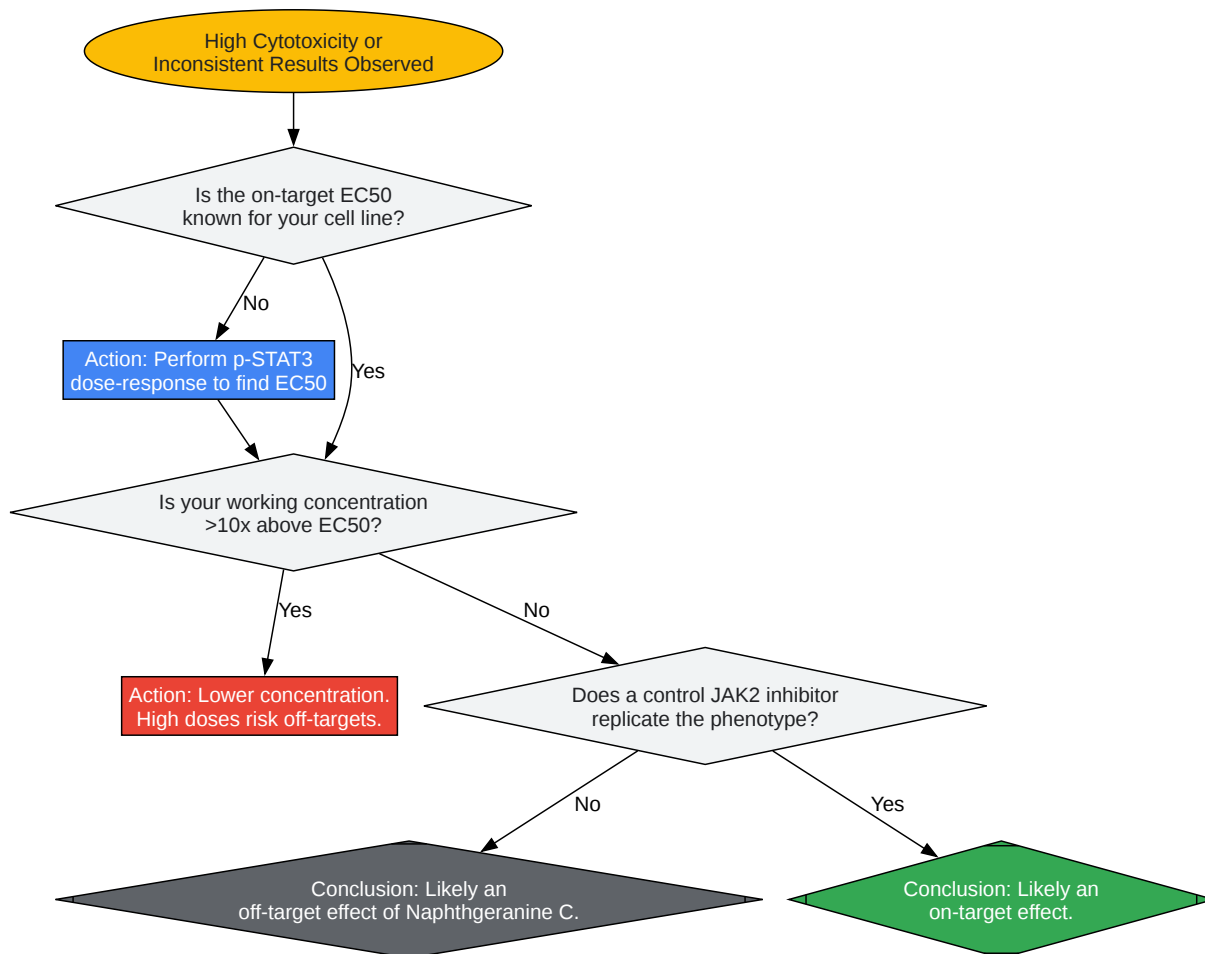 High Cytotoxicity or
Inconsistent Results Observed
Is the on-target EC50
known for your cell line?
No
Action: Perform p-STAT3
dose-response to find EC50
Yes
Is your working concentration
>10x above EC50?
Yes
No
Action: Lower concentration.
High doses risk off-targets.
Does a control JAK2 inhibitor
replicate the phenotype?
No
Yes
Conclusion: Likely an
off-target effect of Naphthgeranine C.
Conclusion: Likely an
on-target effect.